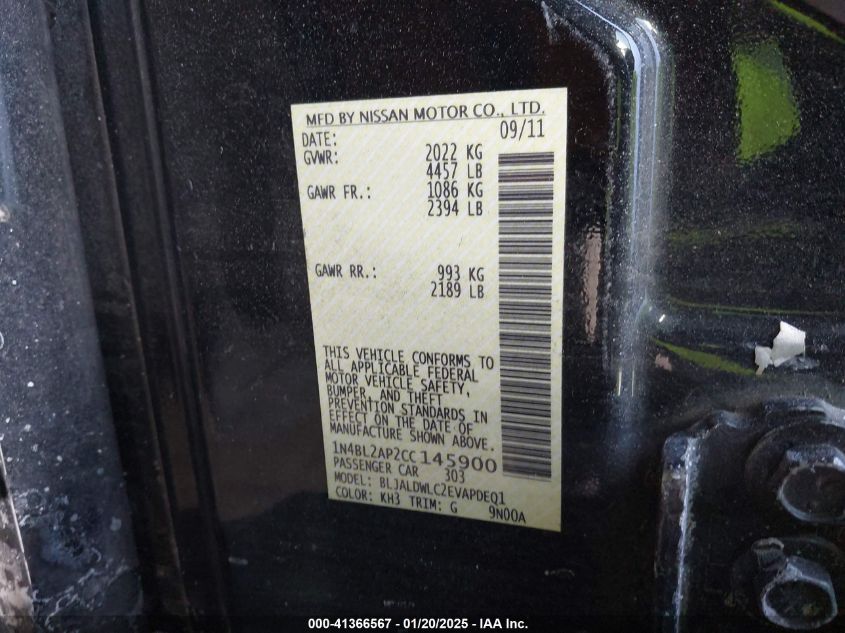 MFD BY NISSAN MOTOR CO., LTD.
DATE: 09/11
GVWR: 2022 KG
4457 LB
GAWR FR.: 1086 KG
2394 LB
GAWR RR.: 993 KG
2189 LB
THIS VEHICLE CONFORMS TO
ALL APPLICABLE FEDERAL
MOTOR VEHICLE SAFETY,
BUMPER, AND THEFT
PREVENTION STANDARDS IN
EFFECT ON THE DATE OF
MANUFACTURE SHOWN ABOVE.
1N4BL2AP2CC145900
PASSENGER CAR 303
MODEL: BLJALDWLC2EVAPDEQ1
COLOR: KH3 TRIM: G 9N00A
000-41366567 - 01/20/2025 - IAA Inc.